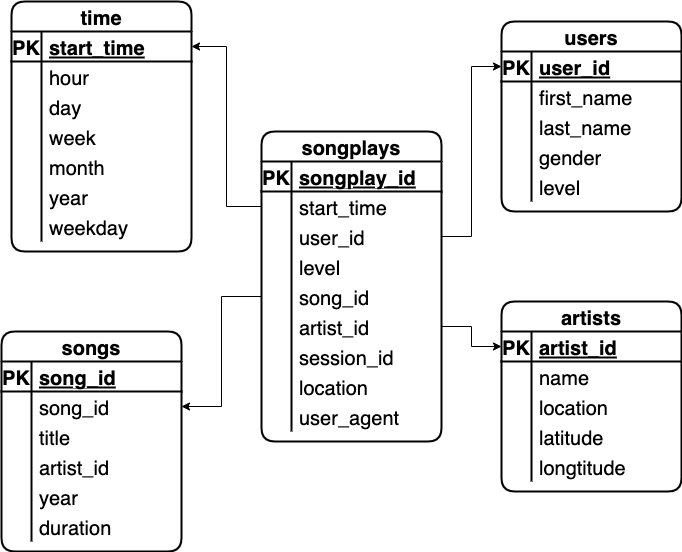 time
PK start_time
hour
day
week
month
year
weekday
users
PK user_id
first_name
last_name
gender
level
songplays
PK songplay_id
start_time
user_id
level
song_id
artist_id
session_id
location
user_agent
songs
PK song_id
song_id
title
artist_id
year
duration
artists
PK artist_id
name
location
latitude
longtitude